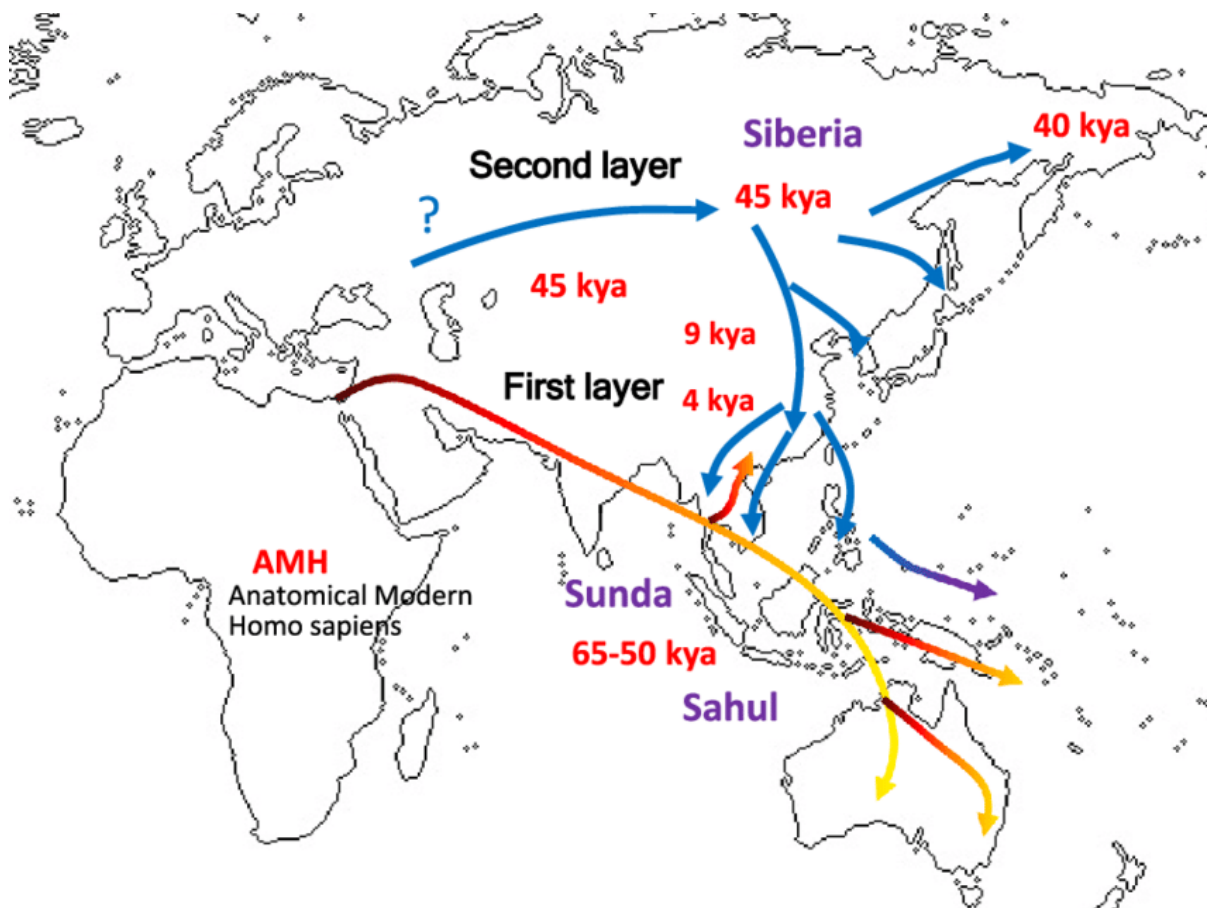 Siberia
40 kya
Second layer
45 kya
?
45 kya
9 kya
First layer
4 kya
AMH
Anatomical Modern
Homo sapiens
Sunda
65-50 kya
Sahul